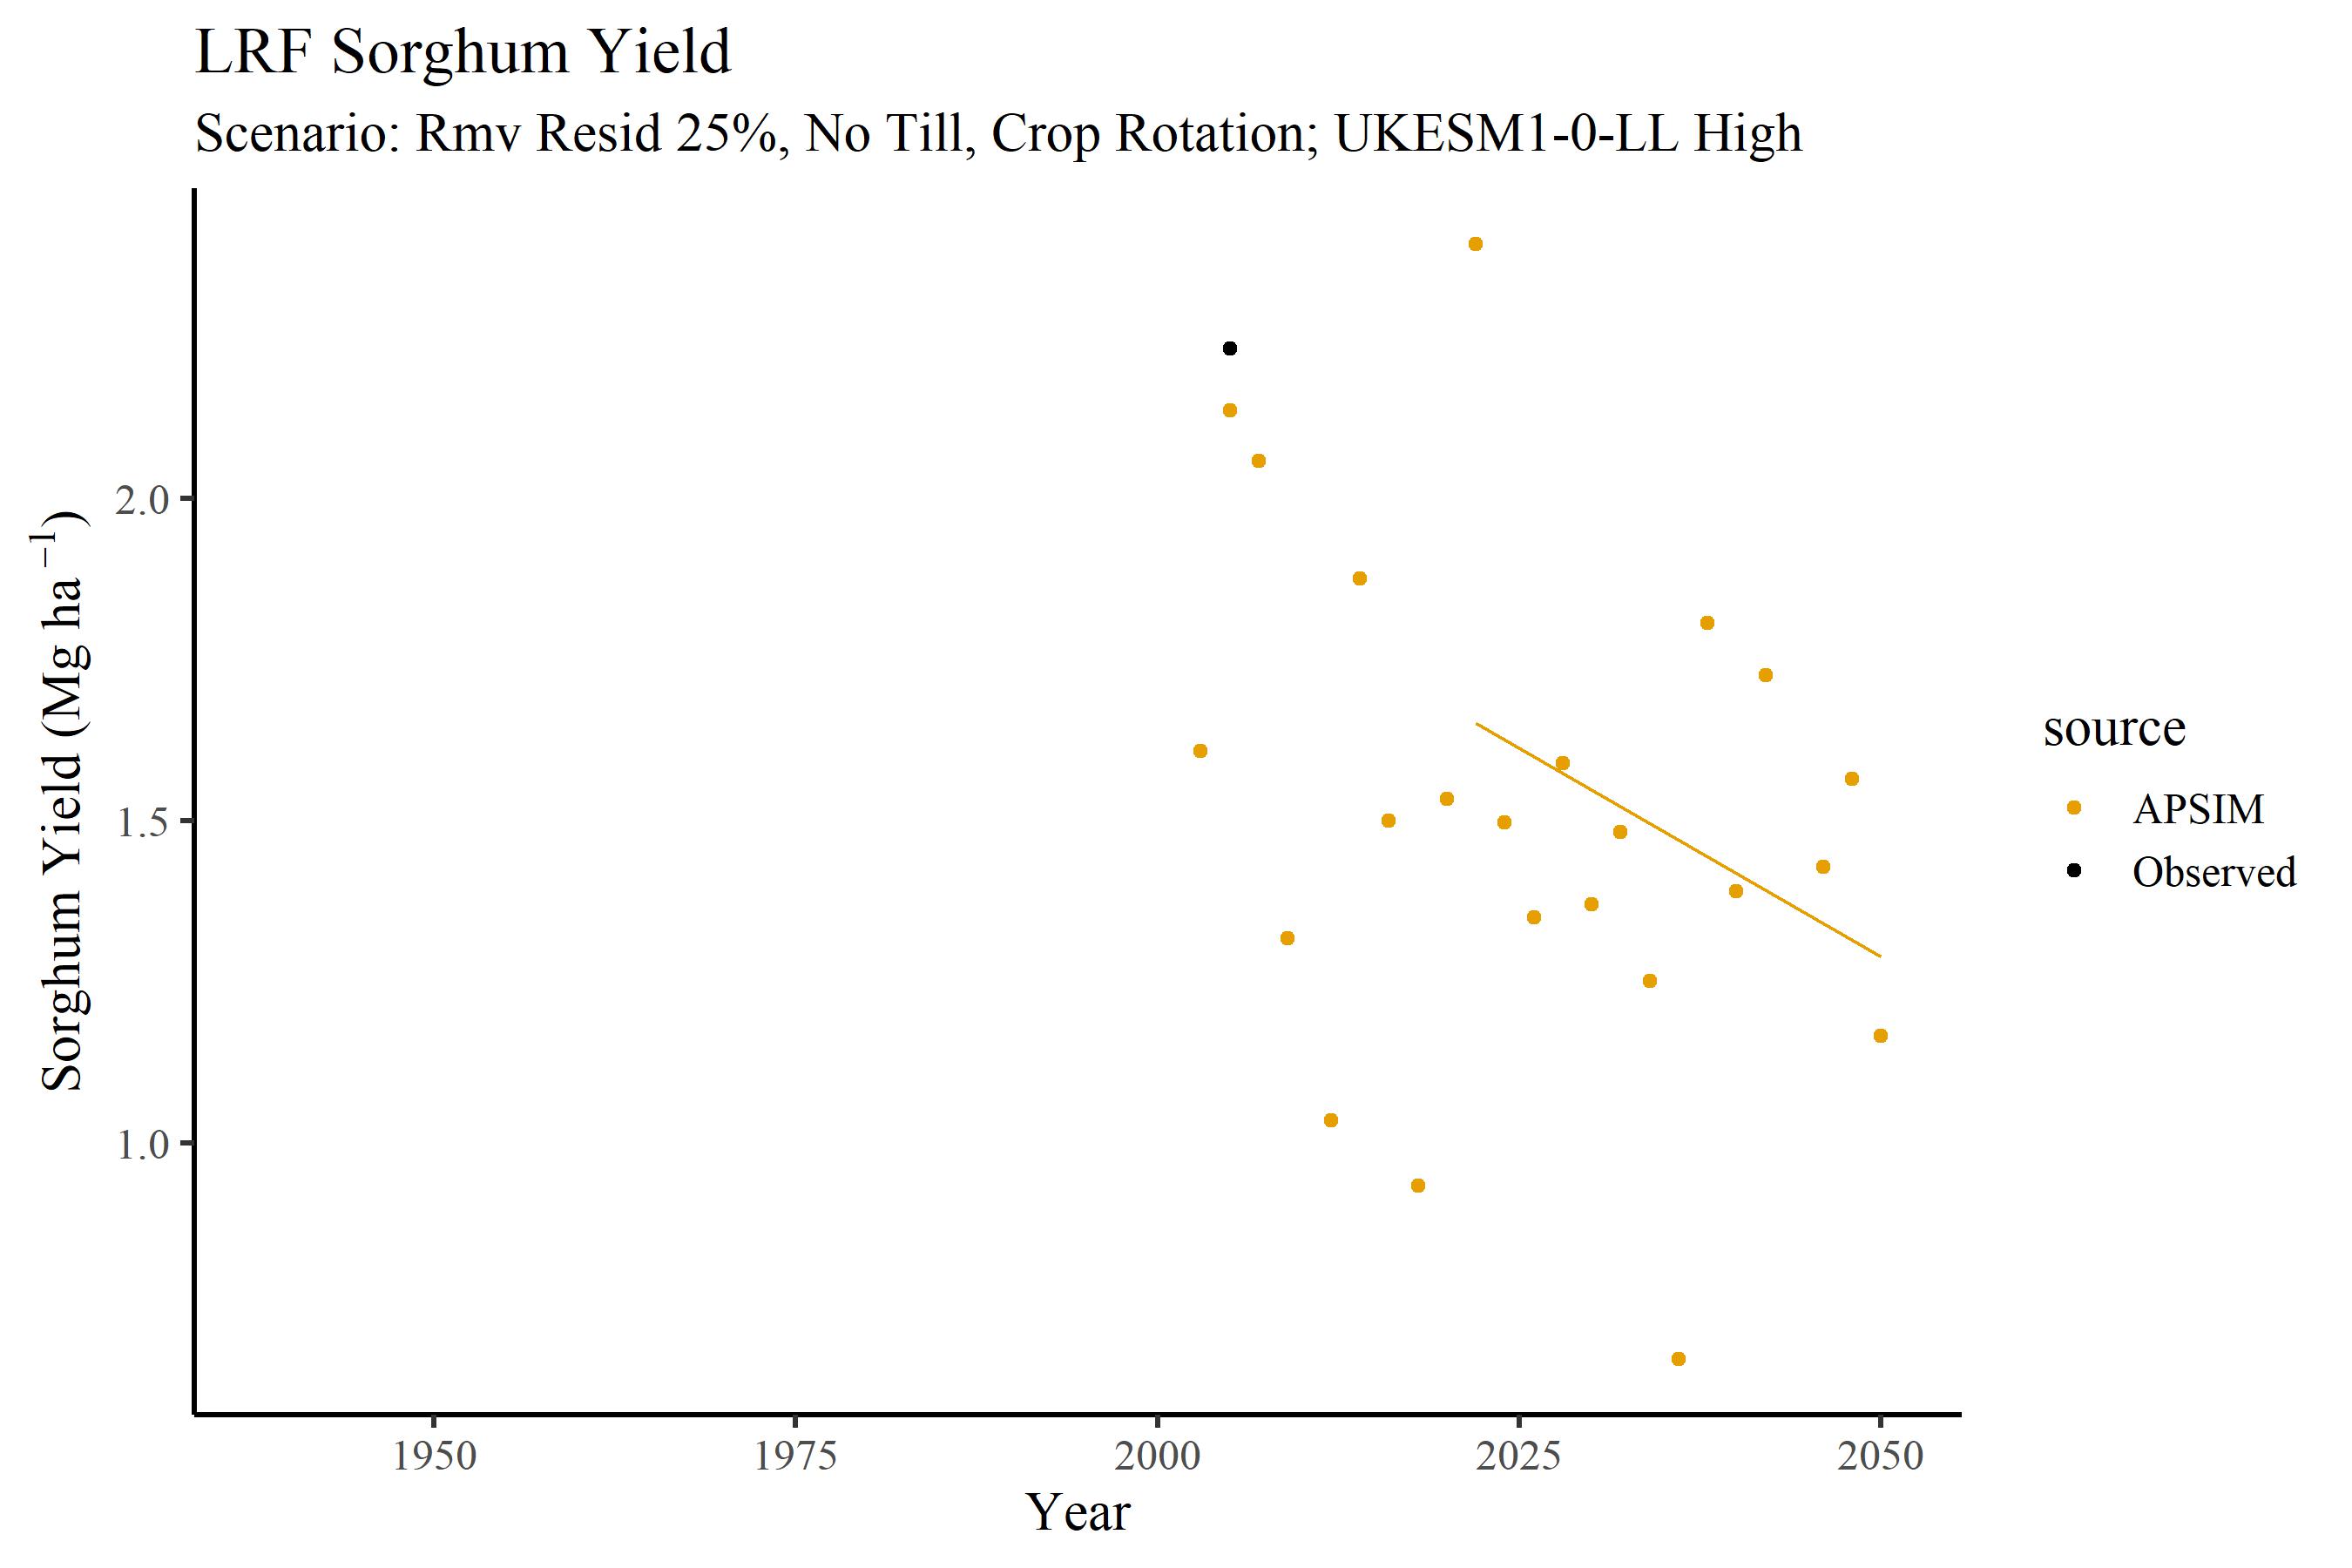 LRF Sorghum Yield
Scenario: Rmv Resid 25%, No Till, Crop Rotation; UKESM1-0-LL High
Sorghum Yield (Mg ha⁻¹)
2.0
1.5
1.0
1950
1975
2000
2025
2050
Year
source
APSIM
Observed